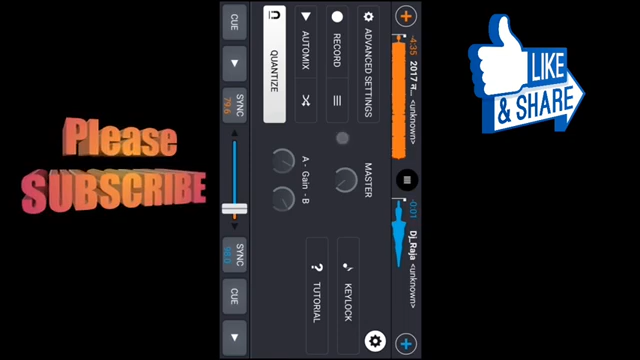 Please
SUBSCRIBE
LIKE
& SHARE
-4:35
2017 न... <unknown>
-0:01
Dj_Raja <unknown>
ADVANCED SETTINGS
RECORD
AUTOMIX
QUANTIZE
MASTER
A - Gain - B
KEYLOCK
? TUTORIAL
CUE
SYNC
79.6
SYNC
98.0
CUE